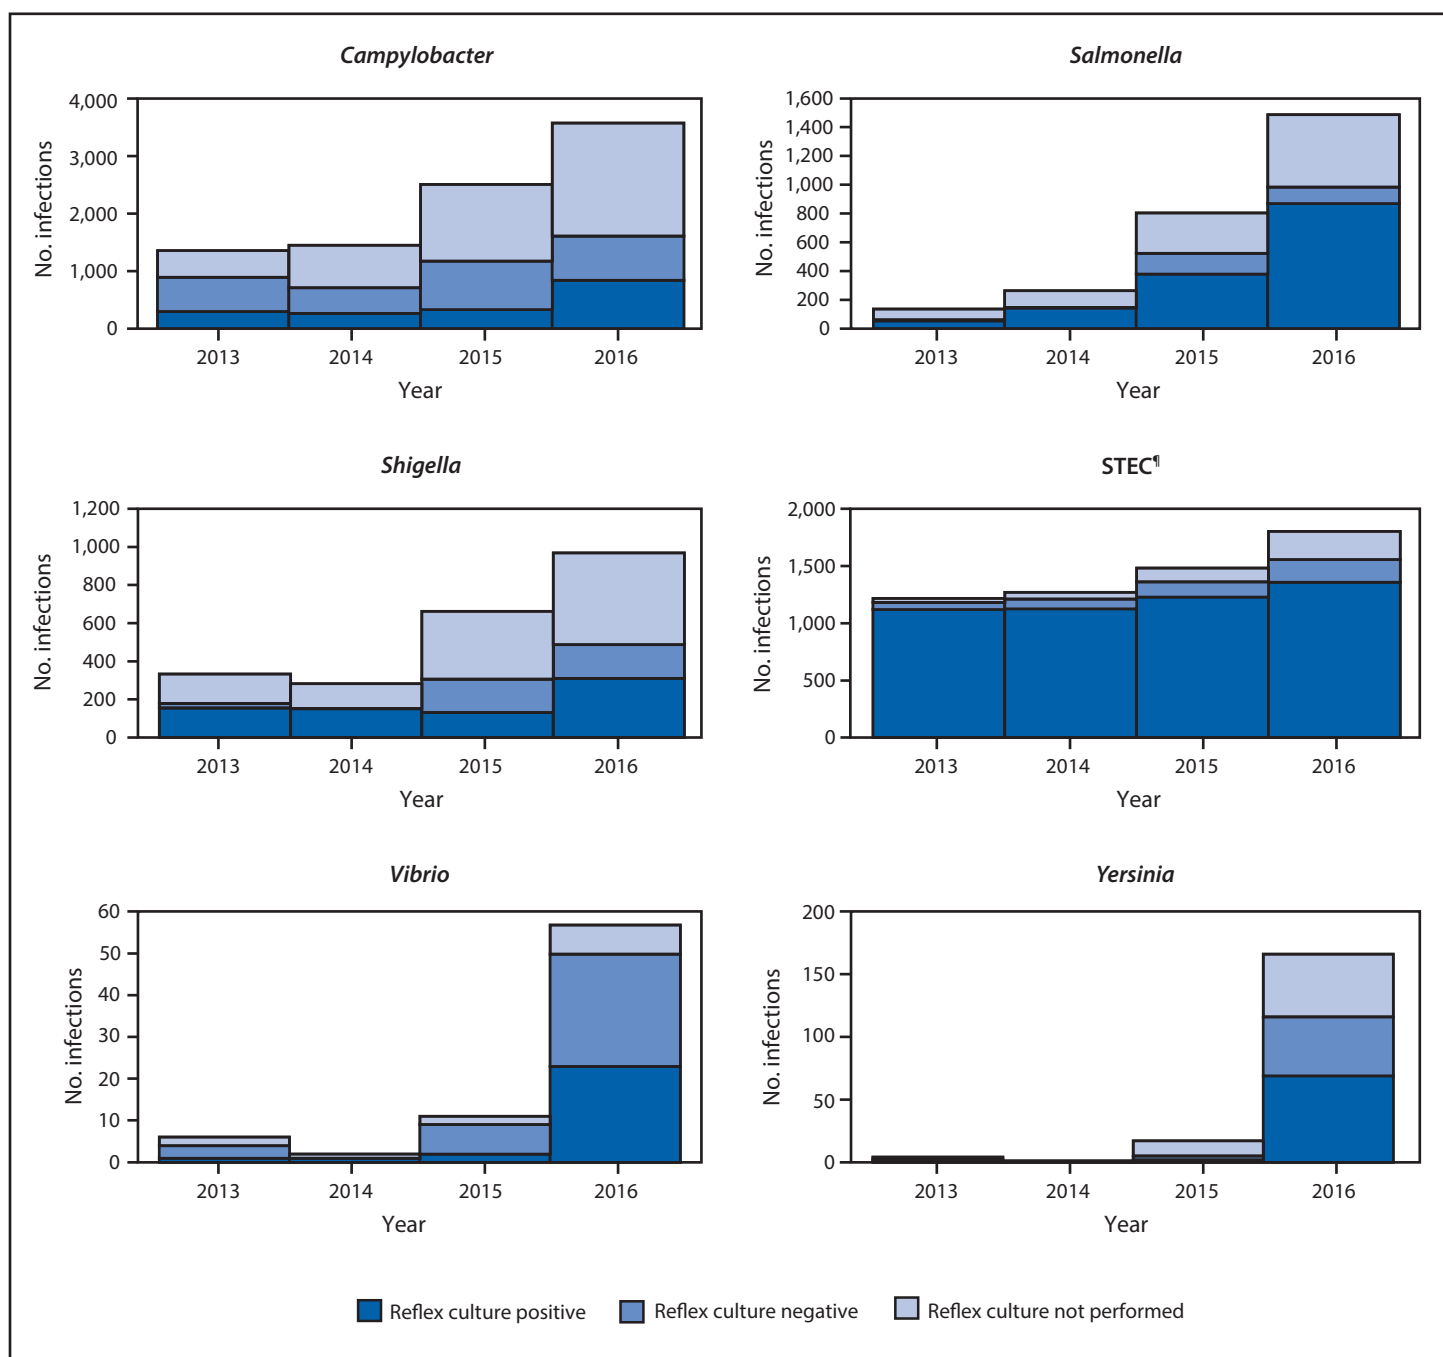 Campylobacter
4,000
3,000
2,000
1,000
0
No. infections
2013 2014 2015 2016
Year
Salmonella
1,600
1,400
1,200
1,000
800
600
400
200
0
No. infections
2013 2014 2015 2016
Year
Shigella
1,200
1,000
800
600
400
200
0
No. infections
2013 2014 2015 2016
Year
STEC¶
2,000
1,500
1,000
500
0
No. infections
2013 2014 2015 2016
Year
Vibrio
60
50
40
30
20
10
0
No. infections
2013 2014 2015 2016
Year
Yersinia
200
150
100
50
0
No. infections
2013 2014 2015 2016
Year
Reflex culture positive Reflex culture negative Reflex culture not performed